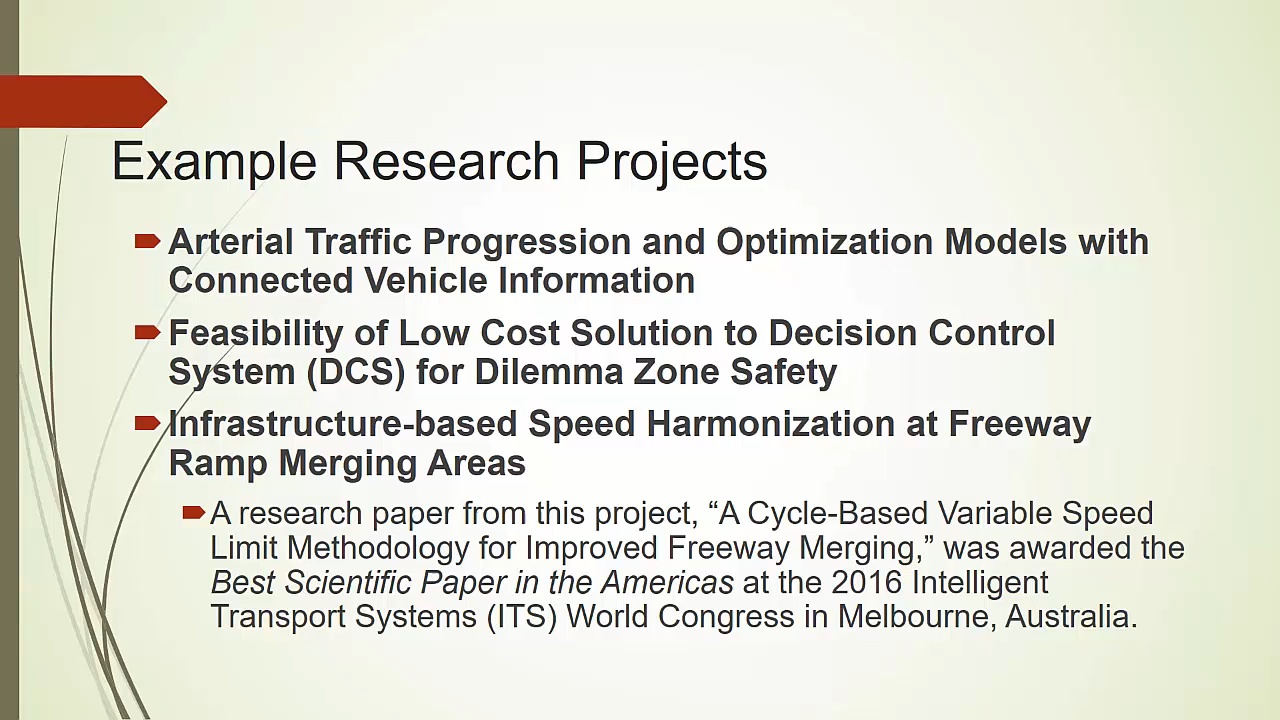 Example Research Projects
Arterial Traffic Progression and Optimization Models with
Connected Vehicle Information
Feasibility of Low Cost Solution to Decision Control
System (DCS) for Dilemma Zone Safety
Infrastructure-based Speed Harmonization at Freeway
Ramp Merging Areas
A research paper from this project, “A Cycle-Based Variable Speed
Limit Methodology for Improved Freeway Merging,” was awarded the
Best Scientific Paper in the Americas at the 2016 Intelligent
Transport Systems (ITS) World Congress in Melbourne, Australia.